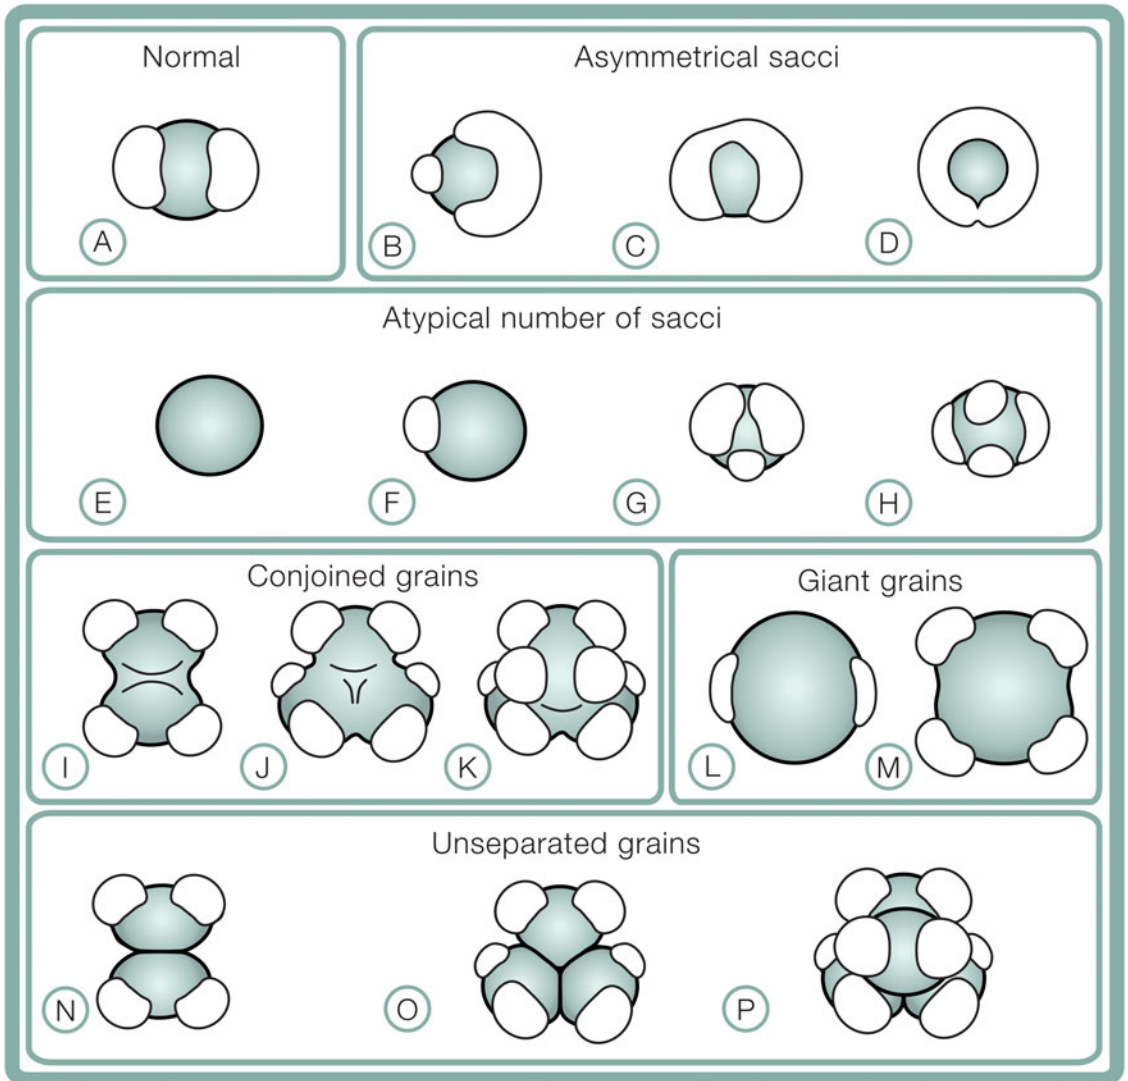 Normal
A
Asymmetrical sacci
B
C
D
Atypical number of sacci
E
F
G
H
Conjoined grains
I
J
K
Giant grains
L
M
Unseparated grains
N
O
P